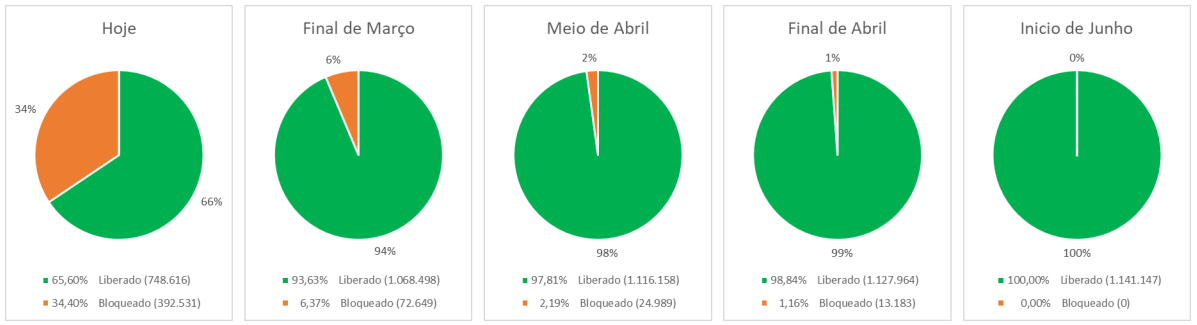 Hoje
34%
66%
65,60% Liberado (748.616)
34,40% Bloqueado (392.531)
Final de Março
6%
94%
93,63% Liberado (1.068.498)
6,37% Bloqueado (72.649)
Meio de Abril
2%
98%
97,81% Liberado (1.116.158)
2,19% Bloqueado (24.989)
Final de Abril
1%
99%
98,84% Liberado (1.127.964)
1,16% Bloqueado (13.183)
Inicio de Junho
0%
100%
100,00% Liberado (1.141.147)
0,00% Bloqueado (0)